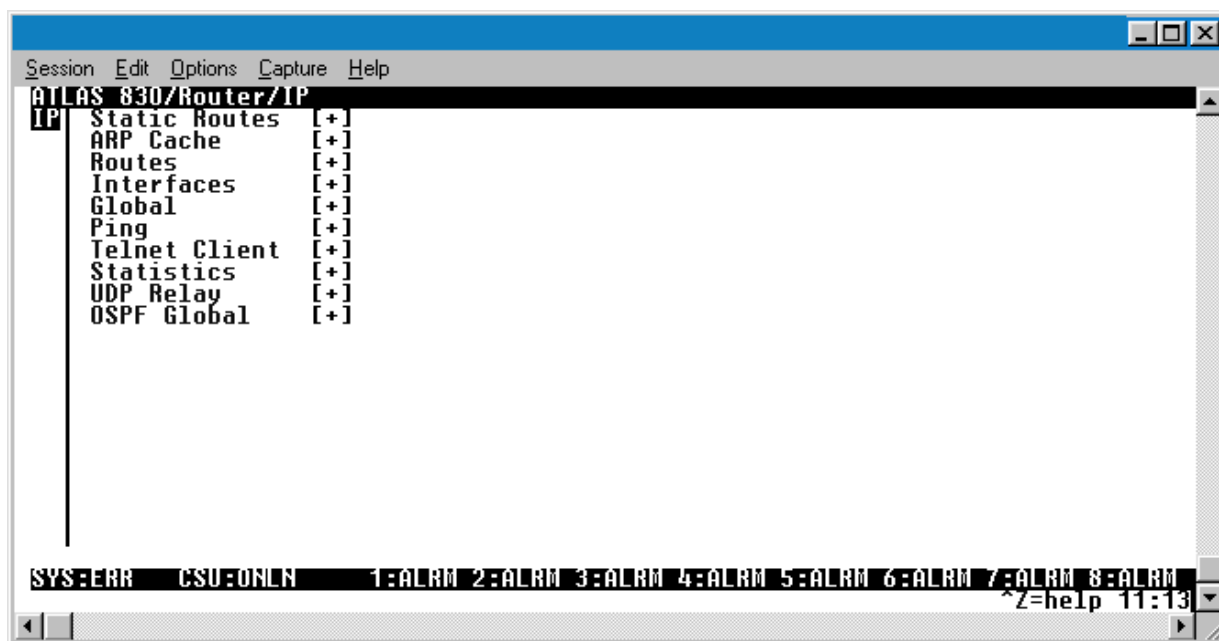 Session Edit Options Capture Help
ATLAS 830/Router/IP
IP Static Routes [+]
ARP Cache [+]
Routes [+]
Interfaces [+]
Global [+]
Ping [+]
Telnet Client [+]
Statistics [+]
UDP Relay [+]
OSPF Global [+]
SYS:ERR CSU:ONLN 1:ALRM 2:ALRM 3:ALRM 4:ALRM 5:ALRM 6:ALRM 7:ALRM 8:ALRM
^Z=help 11:13